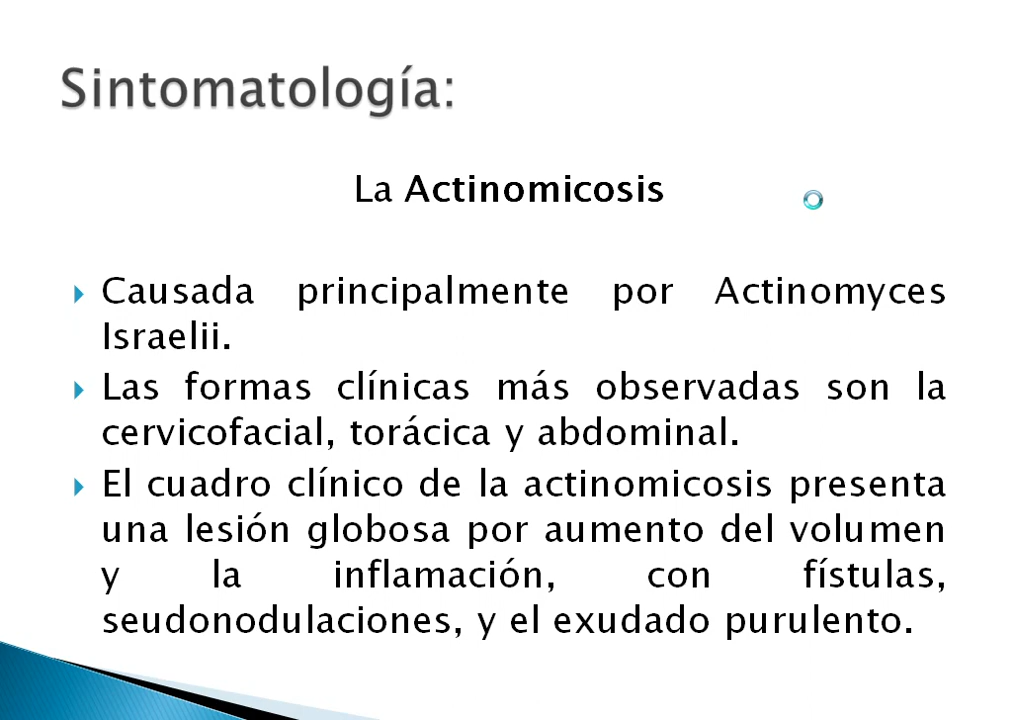 Sintomatología:
La Actinomicosis
Causada principalmente por Actinomyces
Israelii.
Las formas clínicas más observadas son la
cervicofacial, torácica y abdominal.
El cuadro clínico de la actinomicosis presenta
una lesión globosa por aumento del volumen
y la inflamación, con fístulas,
seudonodulaciones, y el exudado purulento.